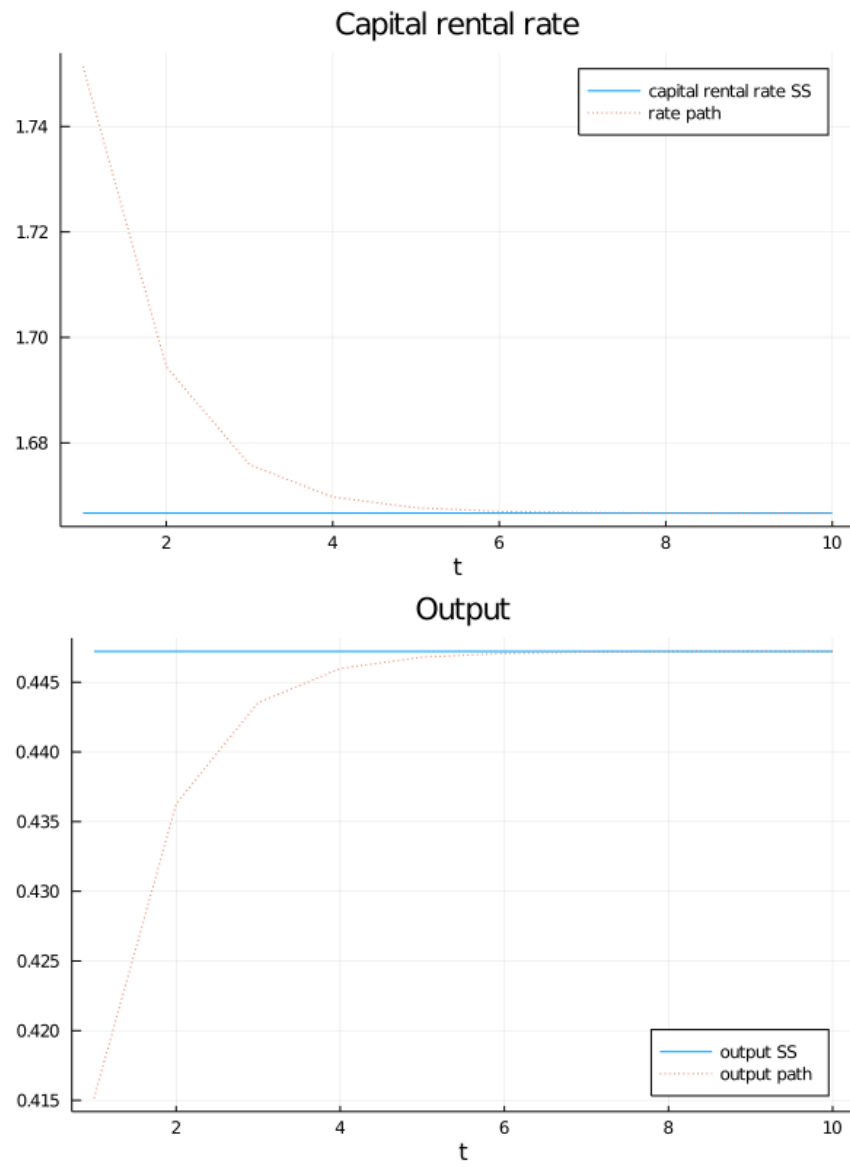 Capital rental rate
capital rental rate SS
rate path
1.74
1.72
1.70
1.68
2 4 6 8 10
t
Output
0.445
0.440
0.435
0.430
0.425
0.420
0.415
output SS
output path
2 4 6 8 10
t